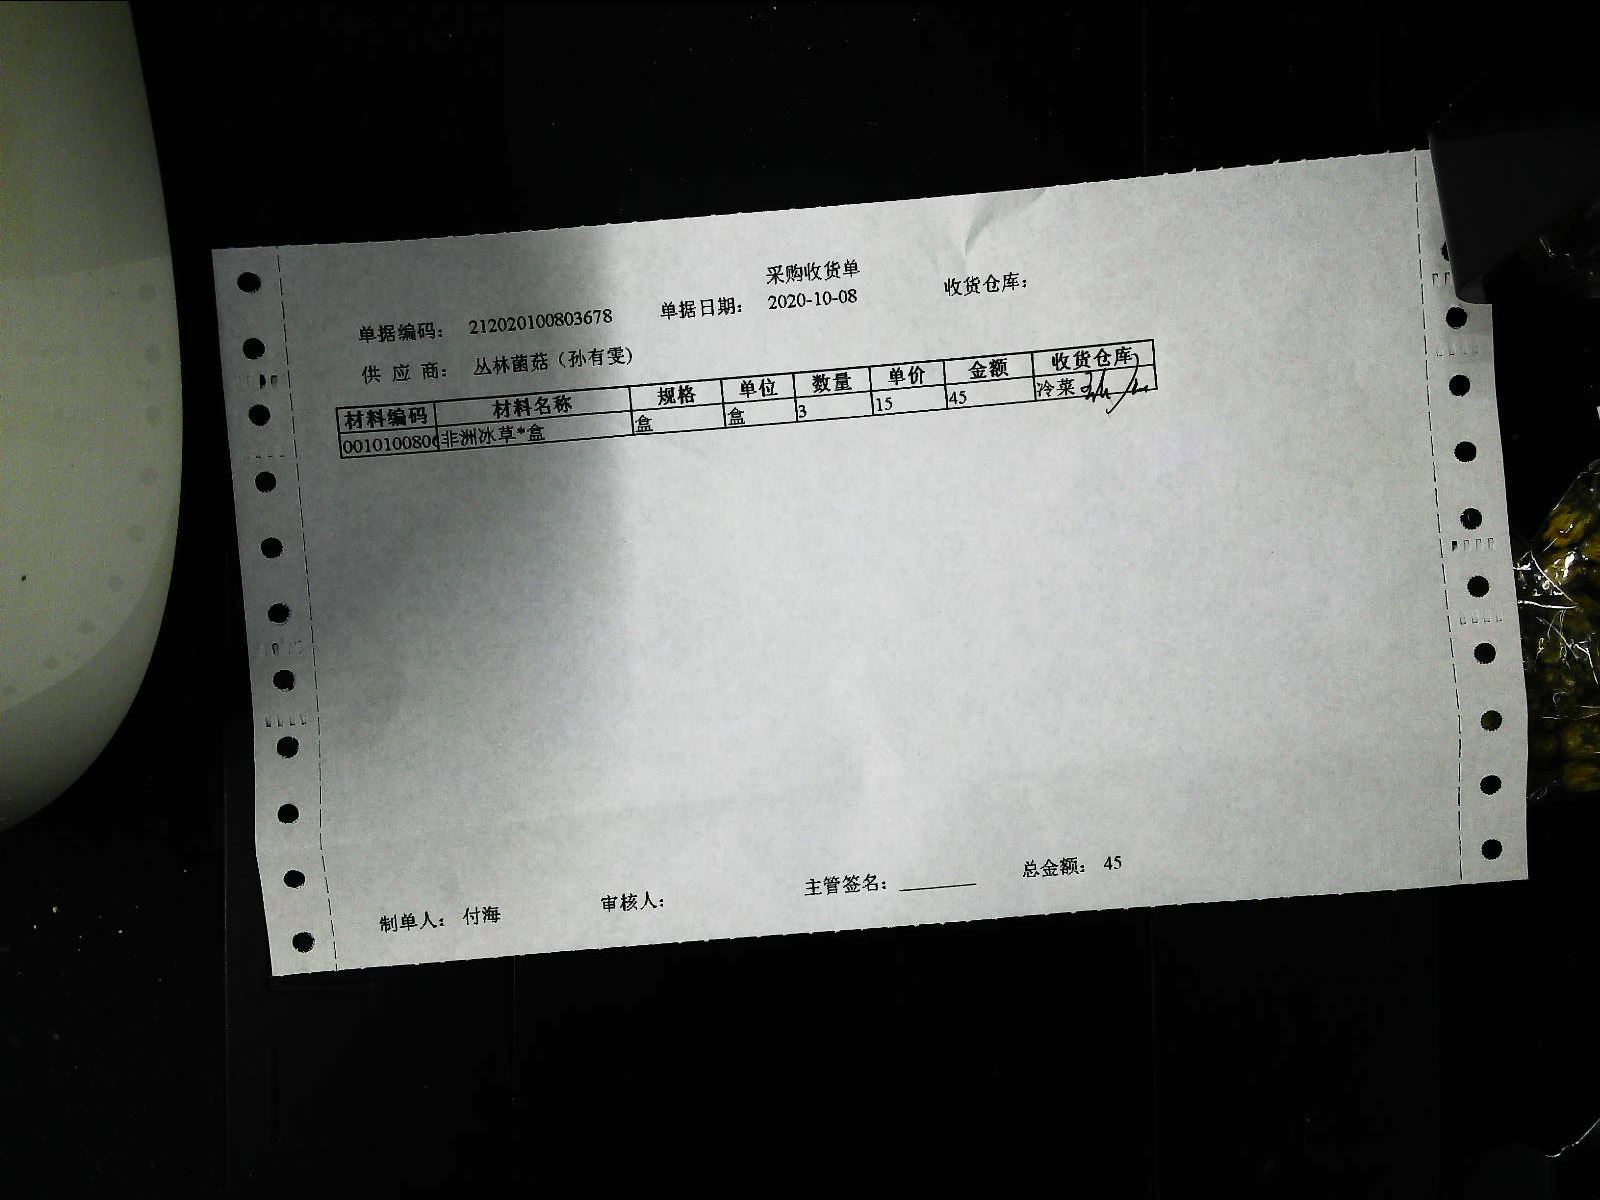 采购收货单
单据编码： 212020100803678 单据日期： 2020-10-08 收货仓库：
供 应 商： 丛林菌菇（孙有雯）
材料编码 材料名称 规格 单位 数量 单价 金额 收货仓库
001010080 非洲冰草*盒 盒 盒 3 15 45 冷菜
制单人： 付海 审核人： 主管签名： 总金额： 45